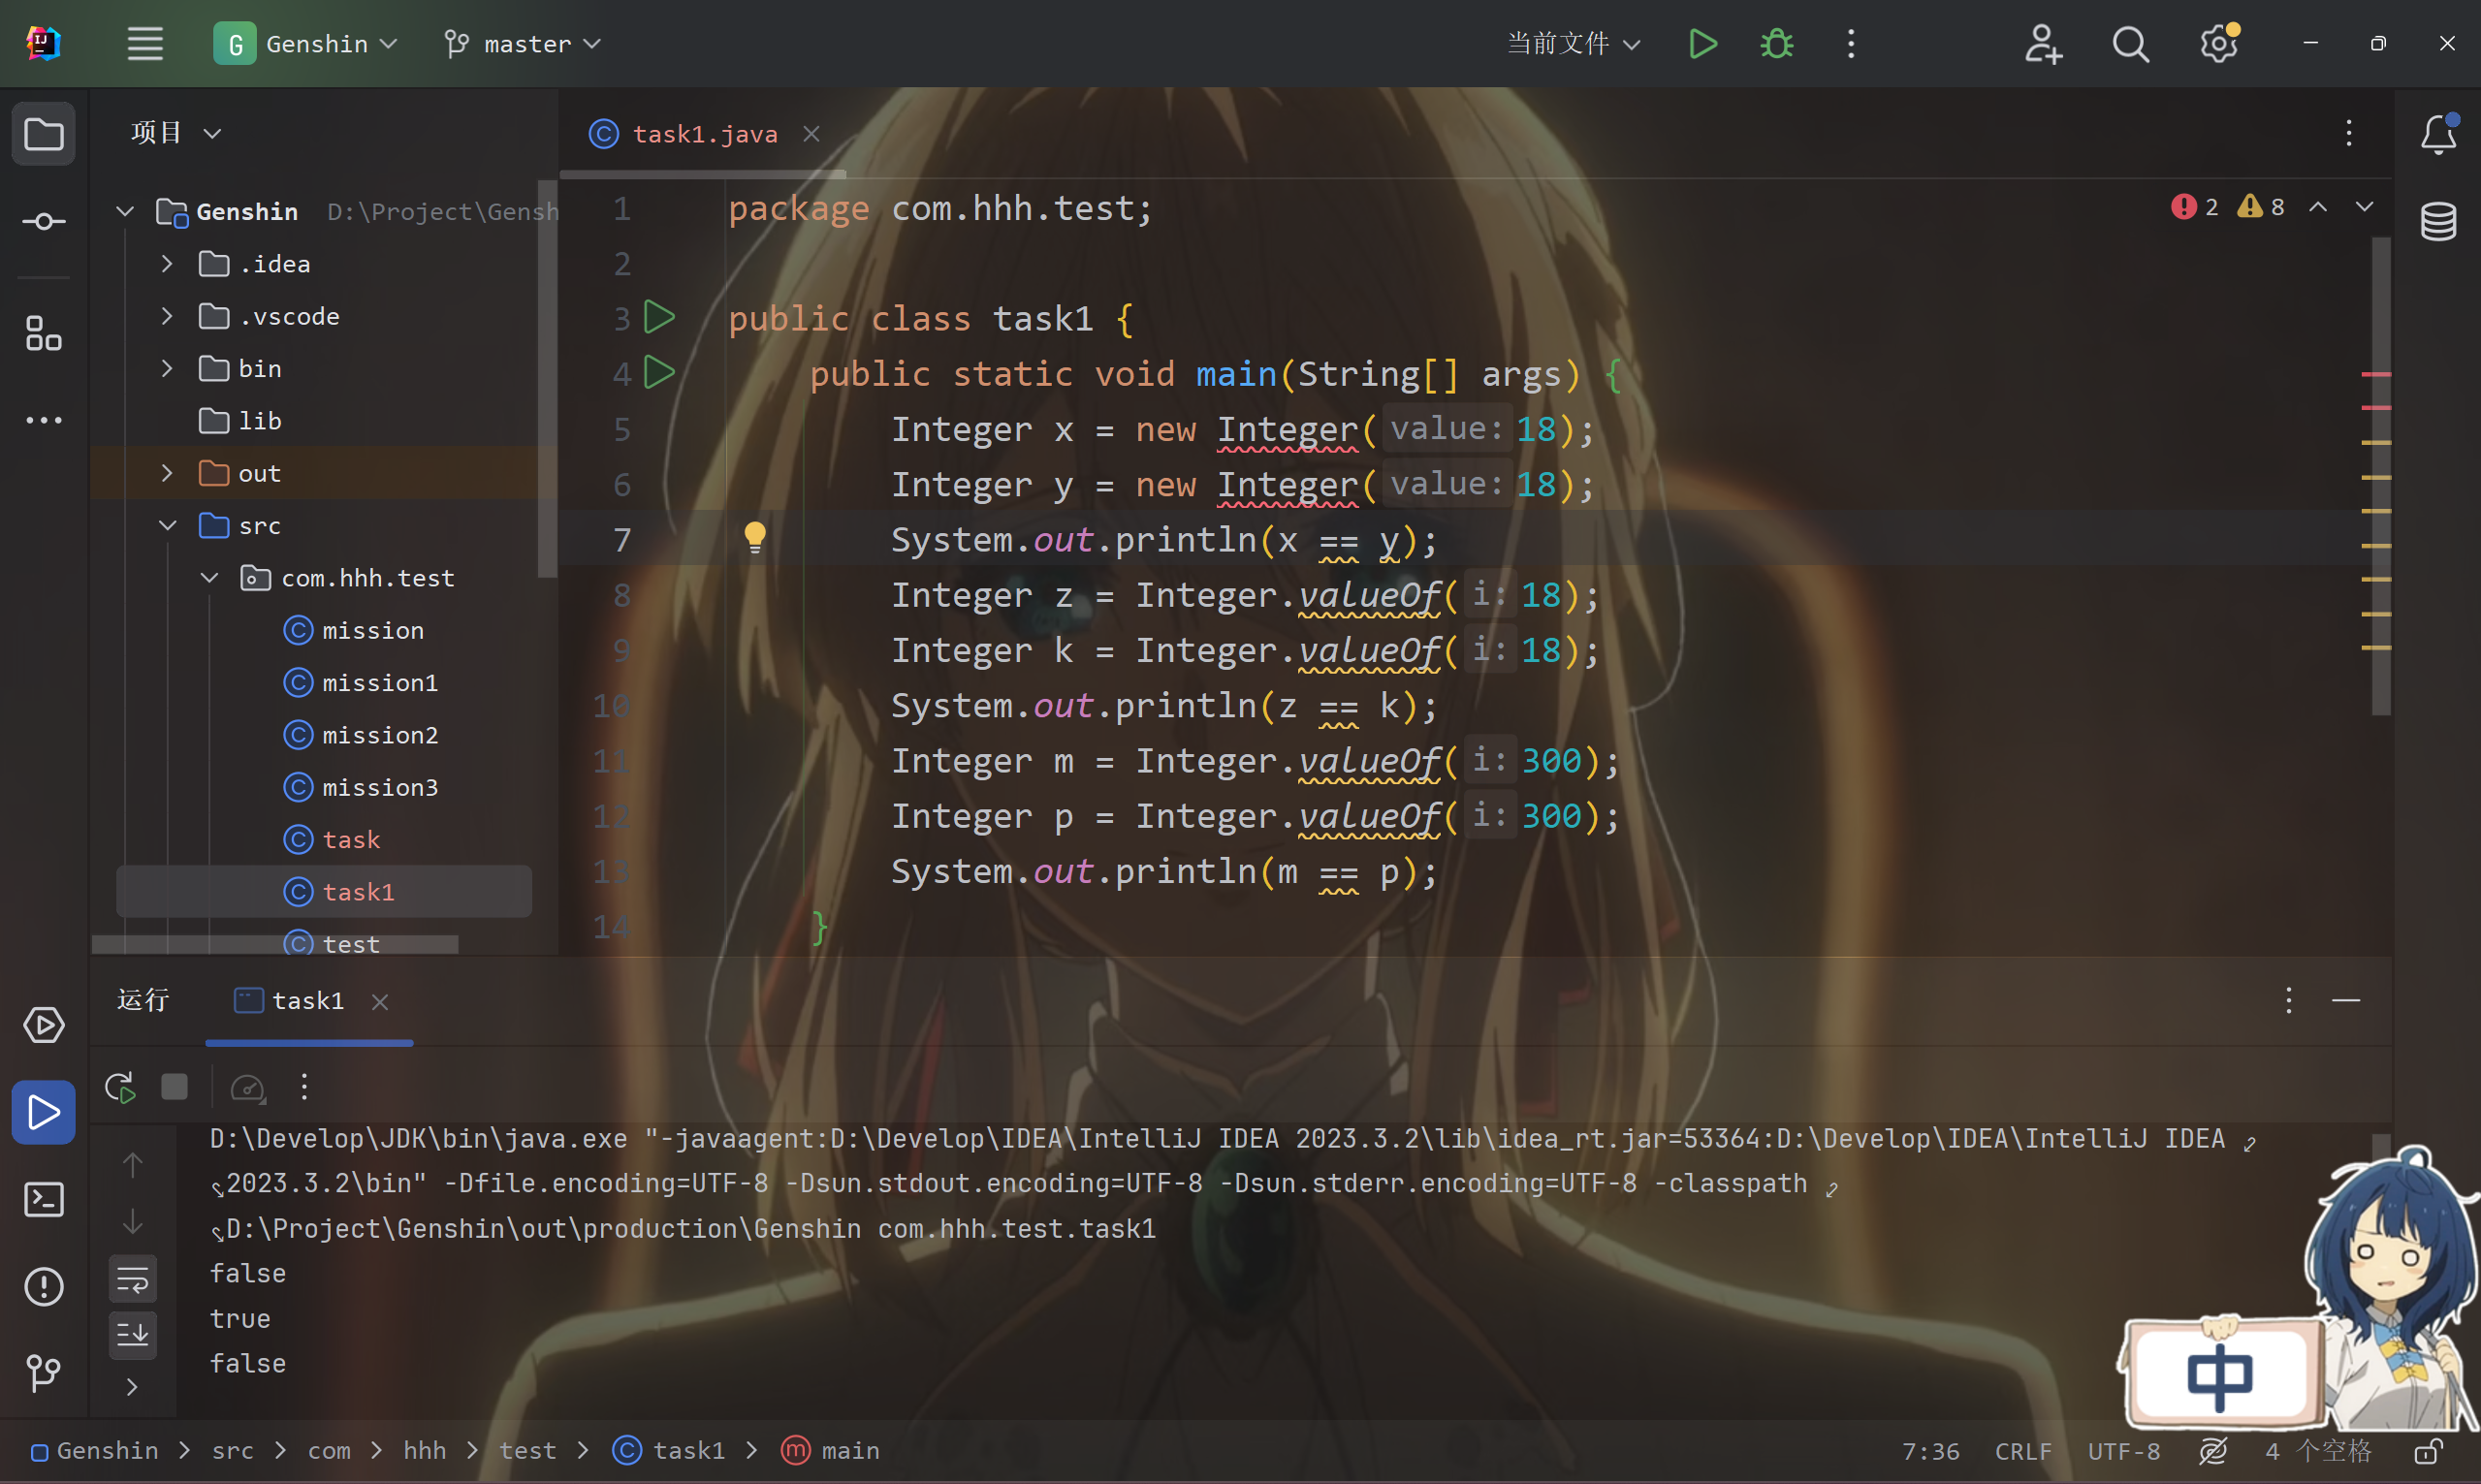 IJ
G Genshin master 当前文件
项目
task1.java
Genshin D:\Project\Gensh
.idea
.vscode
bin
lib
out
src
com.hhh.test
mission
mission1
mission2
mission3
task
task1
test
2 8
1 package com.hhh.test;
2
3 public class task1 {
4 public static void main(String[] args) {
5 Integer x = new Integer( value: 18);
6 Integer y = new Integer( value: 18);
7 System.out.println(x == y);
8 Integer z = Integer.valueOf( i: 18);
9 Integer k = Integer.valueOf( i: 18);
10 System.out.println(z == k);
11 Integer m = Integer.valueOf( i: 300);
12 Integer p = Integer.valueOf( i: 300);
13 System.out.println(m == p);
14 }
运行 task1
D:\Develop\JDK\bin\java.exe "-javaagent:D:\Develop\IDEA\IntelliJ IDEA 2023.3.2\lib\idea_rt.jar=53364:D:\Develop\IDEA\IntelliJ IDEA
2023.3.2\bin" -Dfile.encoding=UTF-8 -Dsun.stdout.encoding=UTF-8 -Dsun.stderr.encoding=UTF-8 -classpath
D:\Project\Genshin\out\production\Genshin com.hhh.test.task1
false
true
false
中
Genshin > src > com > hhh > test > C task1 > m main
7:36 CRLF UTF-8 4 个空格